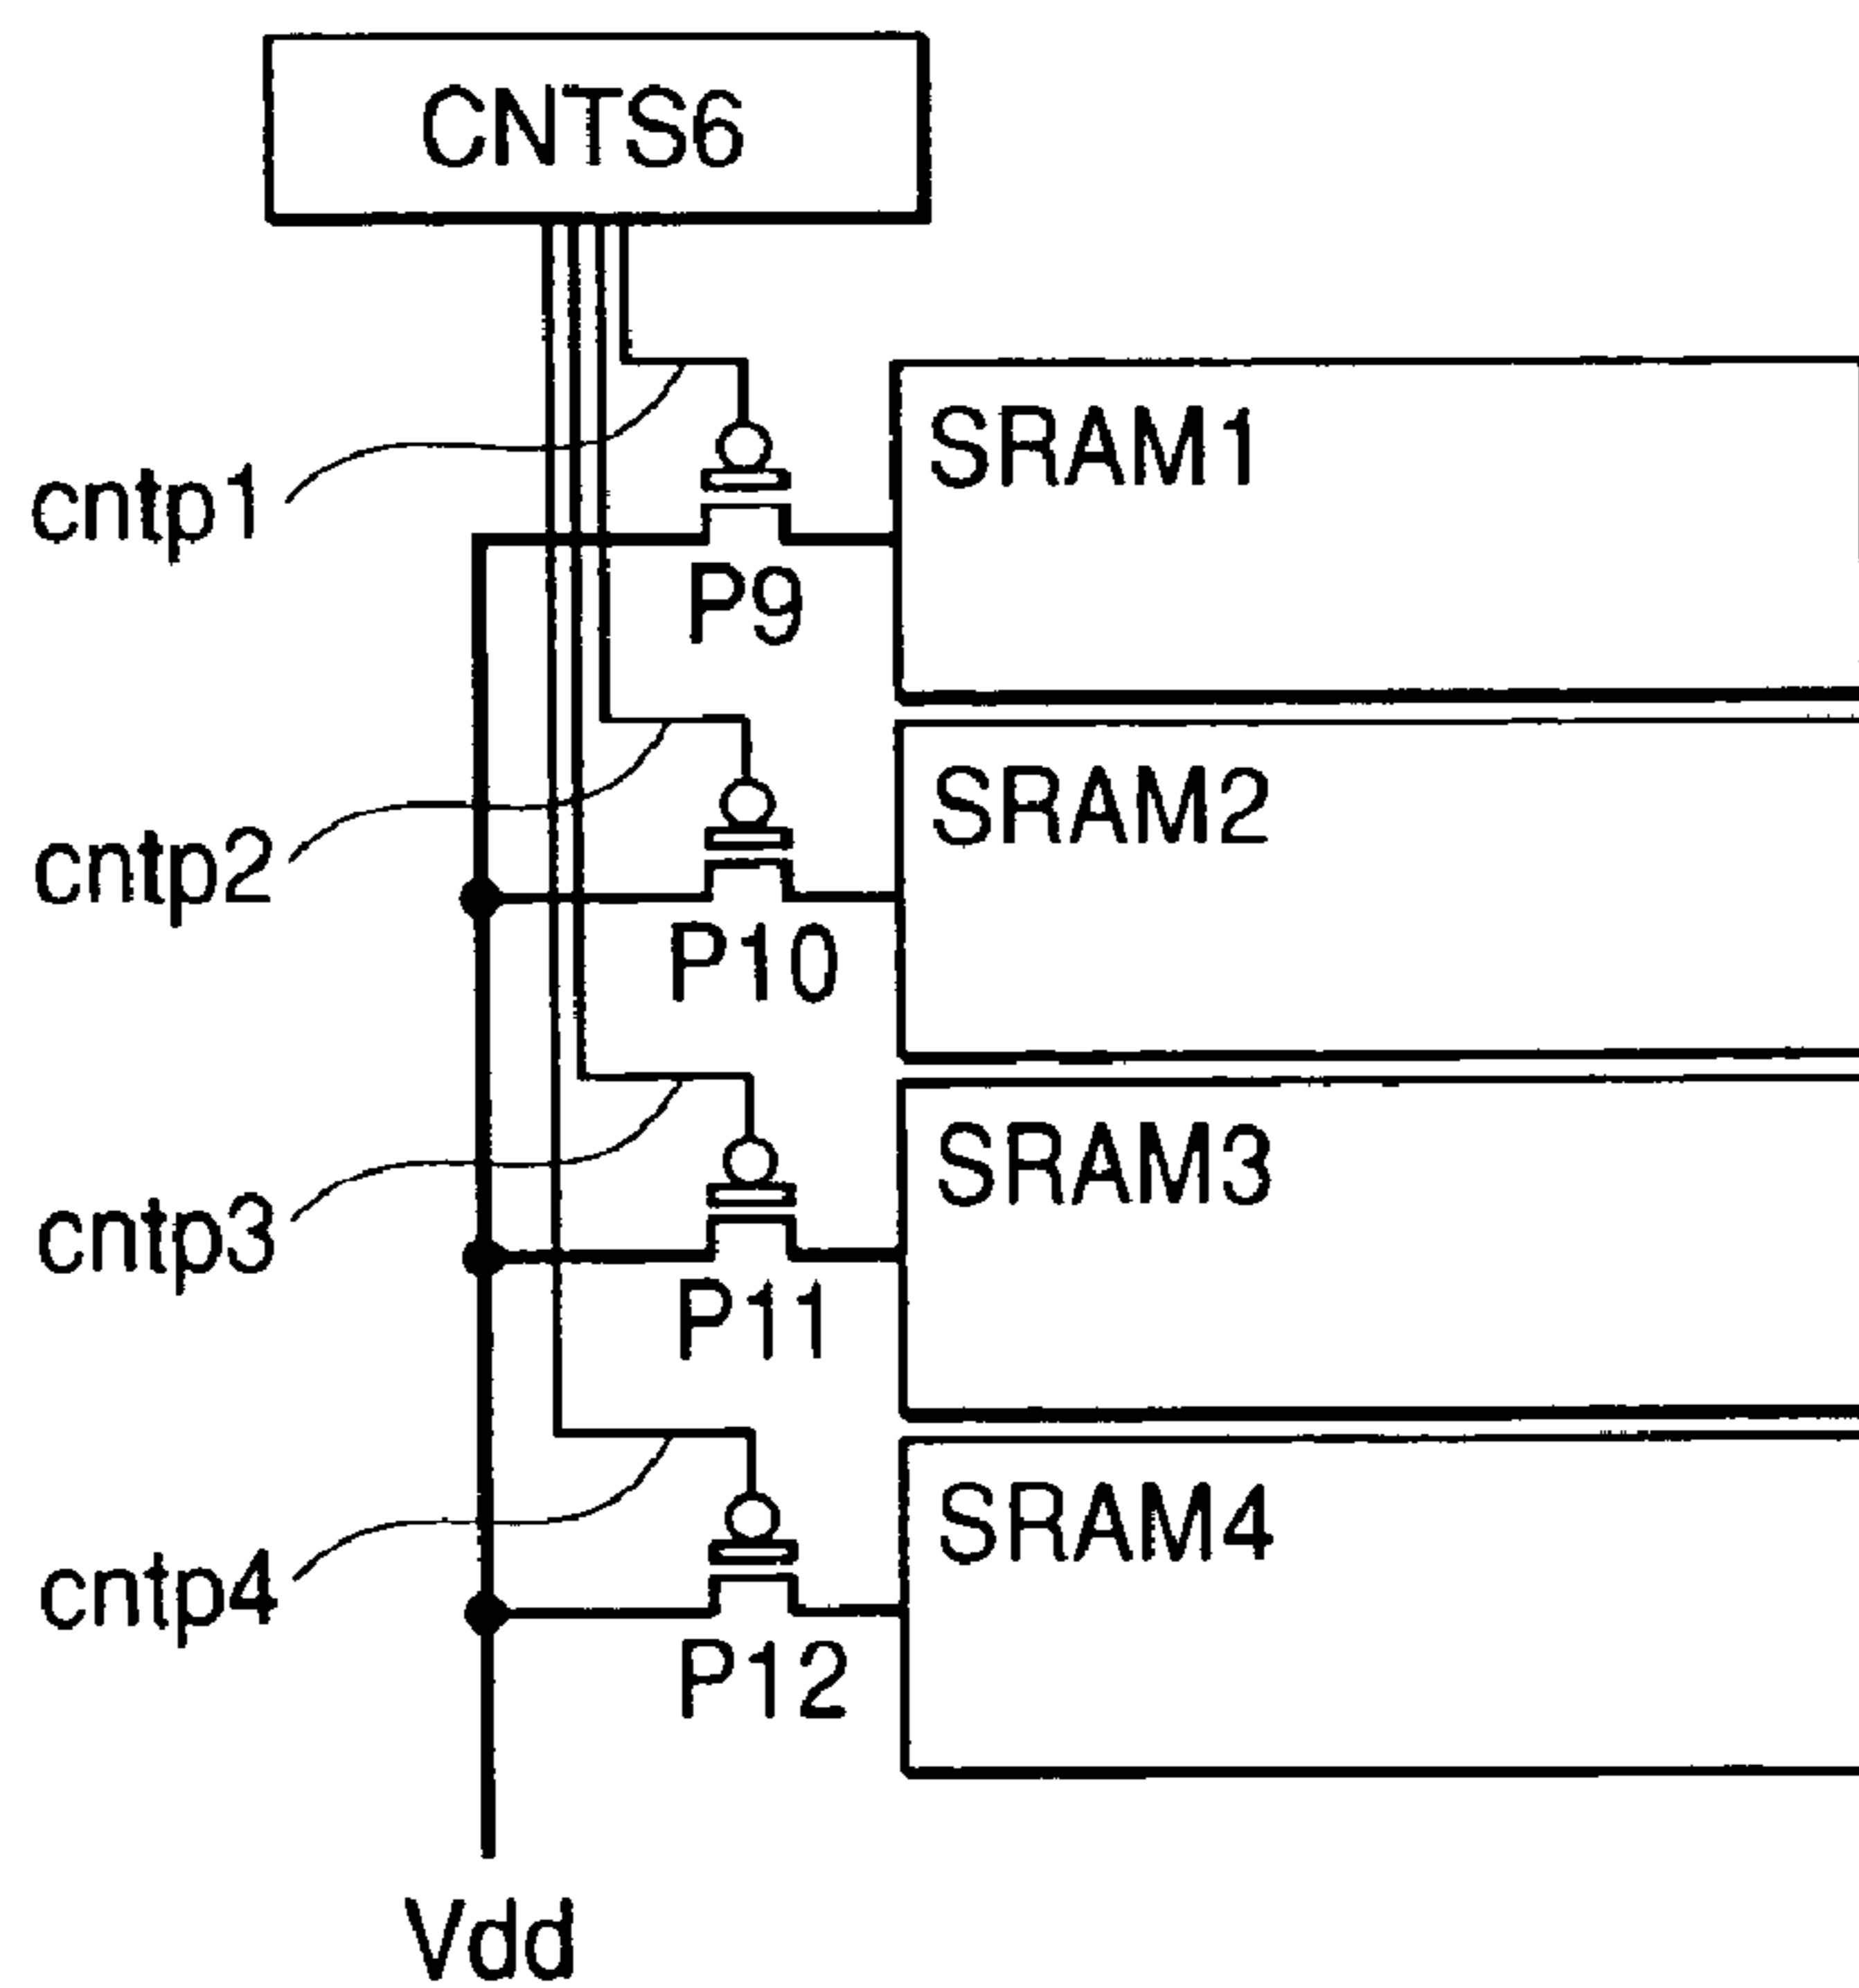 CNTS6
SRAM1
cntp1
P9
SRAM2
cntp2
P10
SRAM3
cntp3
P11
SRAM4
cntp4
P12
Vdd